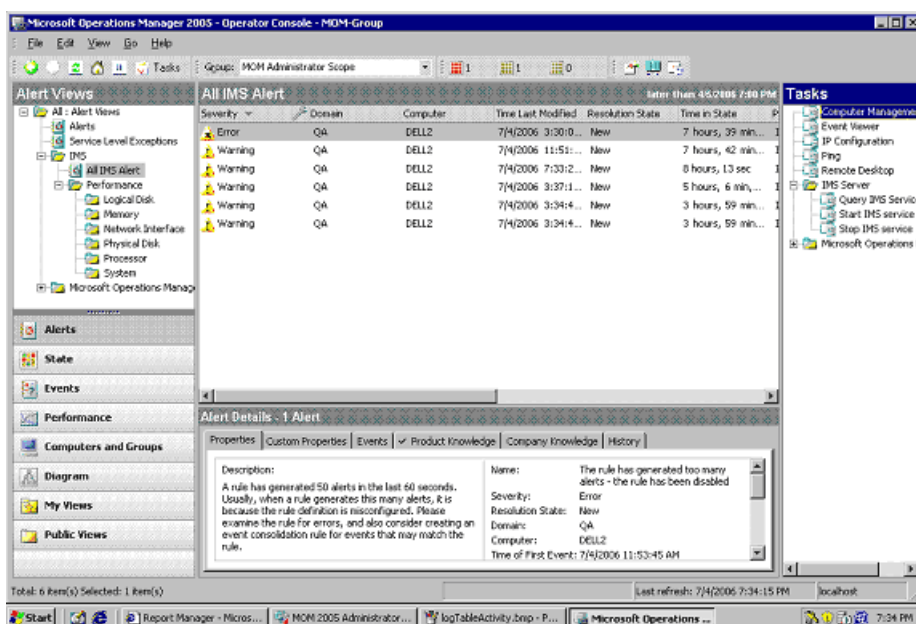 Microsoft Operations Manager 2005 - Operator Console - MOM-Group
File Edit View Go Help
Tasks Group: MOM Administrator Scope 1 1 0
Alert Views
All : Alert Views
Alerts
Service Level Exceptions
IMS
All IMS Alert
Performance
Logical Disk
Memory
Network Interface
Physical Disk
Processor
System
Microsoft Operations Manag
Alerts
State
Events
Performance
Computers and Groups
Diagram
My Views
Public Views
All IMS Alert later than 4/6/2006 7:00 PM
Severity Domain Computer Time Last Modified Resolution State Time in State P
Error QA DELL2 7/4/2006 3:30:0... New 7 hours, 39 min... I
Warning QA DELL2 7/4/2006 11:51:... New 7 hours, 42 min... I
Warning QA DELL2 7/4/2006 7:33:2... New 8 hours, 13 sec I
Warning QA DELL2 7/4/2006 3:37:1... New 5 hours, 6 min,... I
Warning QA DELL2 7/4/2006 3:34:4... New 3 hours, 59 min... I
Warning QA DELL2 7/4/2006 3:34:4... New 3 hours, 59 min... I
Alert Details - 1 Alert
Properties Custom Properties Events Product Knowledge Company Knowledge History
Description:
A rule has generated 50 alerts in the last 60 seconds.
Usually, when a rule generates this many alerts, it is
because the rule definition is misconfigured. Please
examine the rule for errors, and also consider creating an
event consolidation rule for events that may match the
rule.
Name: The rule has generated too many
alerts - the rule has been disabled
Severity: Error
Resolution State: New
Domain: QA
Computer: DELL2
Time of First Event: 7/4/2006 11:53:45 AM
Tasks
Computer Manageme
Event Viewer
IP Configuration
Ping
Remote Desktop
IMS Server
Query IMS Servic
Start IMS service
Stop IMS service
Microsoft Operations
Total: 6 item(s) Selected: 1 item(s) Last refresh: 7/4/2006 7:34:15 PM localhost
Start Report Manager - Micros... MOM 2005 Administrator... logTableActivity.bmp - P... Microsoft Operations ... 7:34 PM